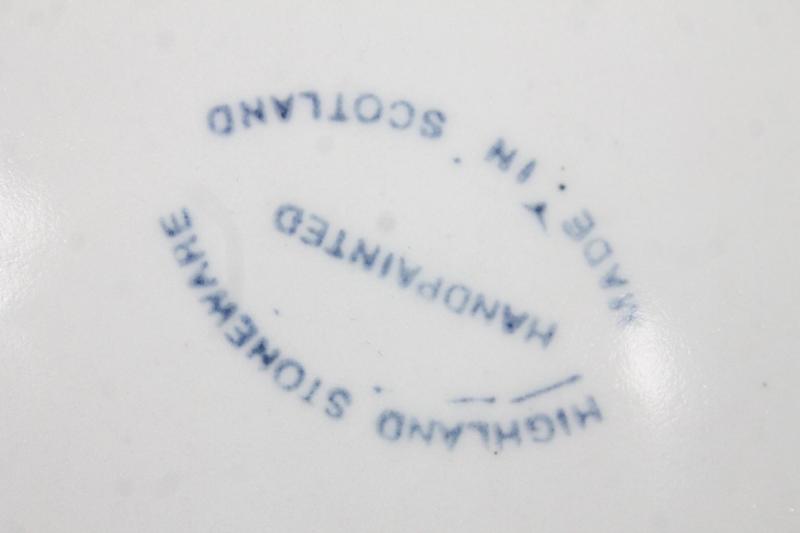 HIGHLAND STONEWARE
HANDPAINTED
MADE IN SCOTLAND